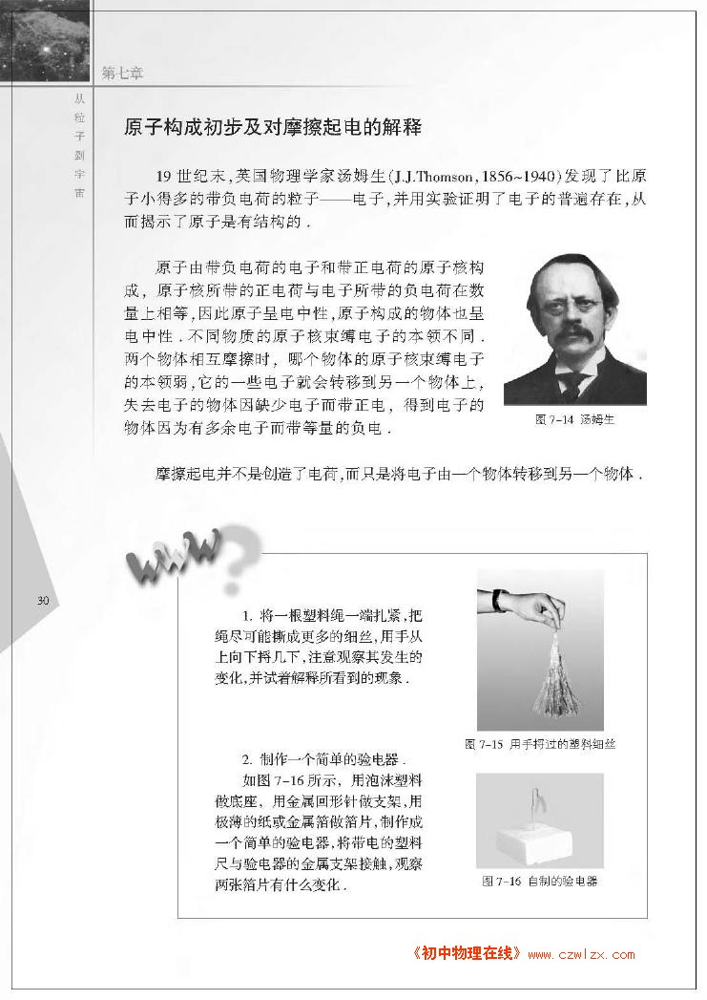 第七章
从粒子到宇宙
原子构成初步及对摩擦起电的解释
19 世纪末,英国物理学家汤姆生(J.J.Thomson,1856~1940)发现了比原
子小得多的带负电荷的粒子——电子,并用实验证明了电子的普遍存在,从
而揭示了原子是有结构的．
原子由带负电荷的电子和带正电荷的原子核构
成，原子核所带的正电荷与电子所带的负电荷在数
量上相等,因此原子呈电中性,原子构成的物体也呈
电中性．不同物质的原子核束缚电子的本领不同．
两个物体相互摩擦时，哪个物体的原子核束缚电子
的本领弱,它的一些电子就会转移到另一个物体上,
失去电子的物体因缺少电子而带正电，得到电子的
物体因为有多余电子而带等量的负电．
图 7-14 汤姆生
摩擦起电并不是创造了电荷,而只是将电子由一个物体转移到另一个物体．
WWW?
30
1. 将一根塑料绳一端扎紧,把
绳尽可能撕成更多的细丝,用手从
上向下捋几下,注意观察其发生的
变化,并试着解释所看到的现象．
图 7-15 用手捋过的塑料细丝
2. 制作一个简单的验电器．
如图 7-16 所示，用泡沫塑料
做底座，用金属回形针做支架,用
极薄的纸或金属箔做箔片,制作成
一个简单的验电器,将带电的塑料
尺与验电器的金属支架接触,观察
两张箔片有什么变化．
图 7-16 自制的验电器
《初中物理在线》www.czwlzx.com